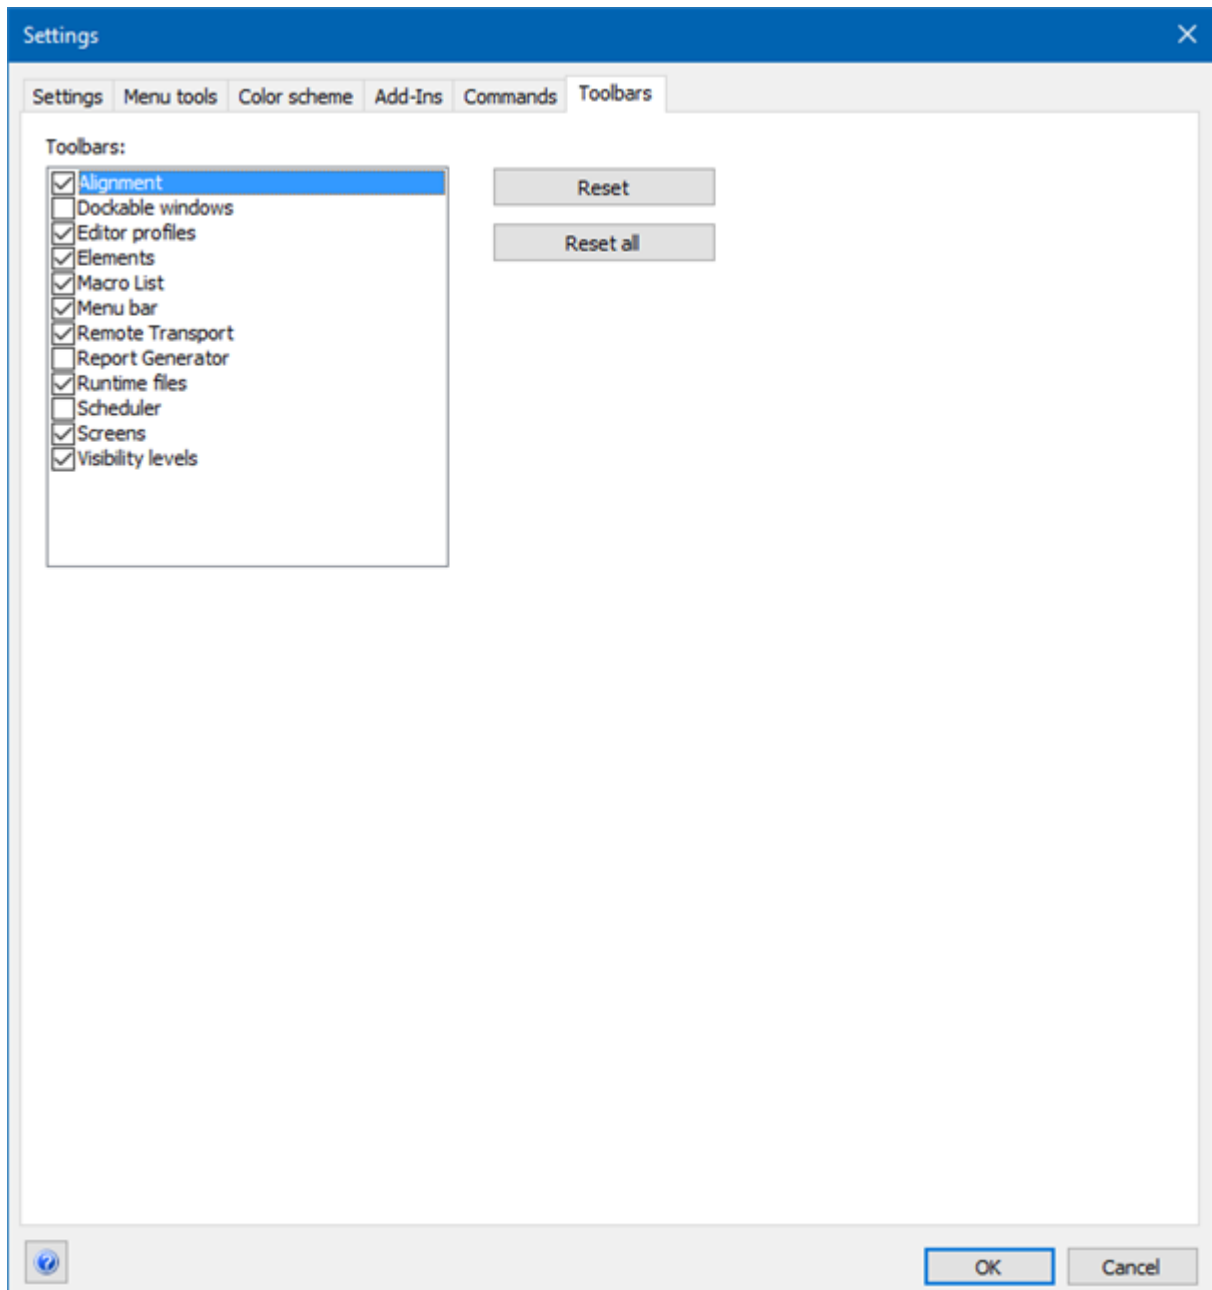 Settings
Settings Menu tools Color scheme Add-Ins Commands Toolbars
Toolbars:
Alignment
Dockable windows
Editor profiles
Elements
Macro List
Menu bar
Remote Transport
Report Generator
Runtime files
Scheduler
Screens
Visibility levels
Reset
Reset all
?
OK Cancel